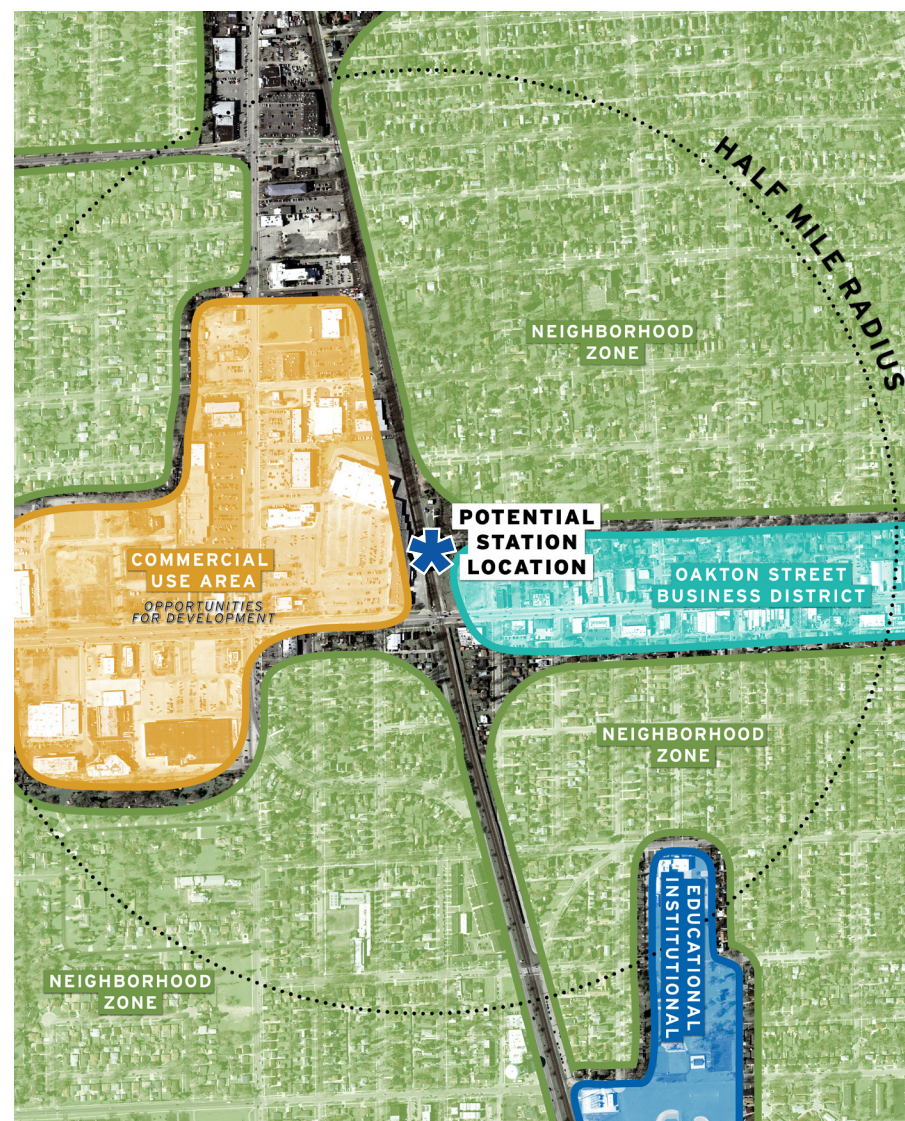 HALF MILE RADIUS
NEIGHBORHOOD
ZONE
POTENTIAL
STATION
LOCATION
COMMERCIAL
USE AREA
OPPORTUNITIES
FOR DEVELOPMENT
OAKTON STREET
BUSINESS DISTRICT
NEIGHBORHOOD
ZONE
EDUCATIONAL
INSTITUTIONAL
NEIGHBORHOOD
ZONE